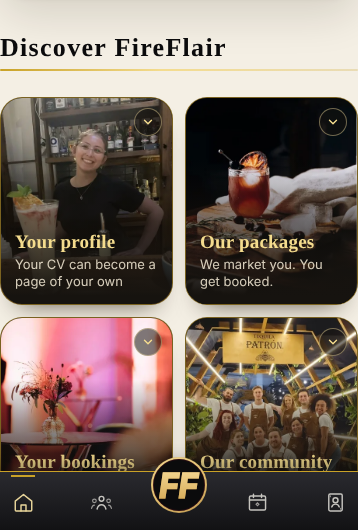 Discover FireFlair
Your profile
Your CV can become a
page of your own
Our packages
We market you. You
get booked.
PATRÓN
Your bookings
Our community
FF